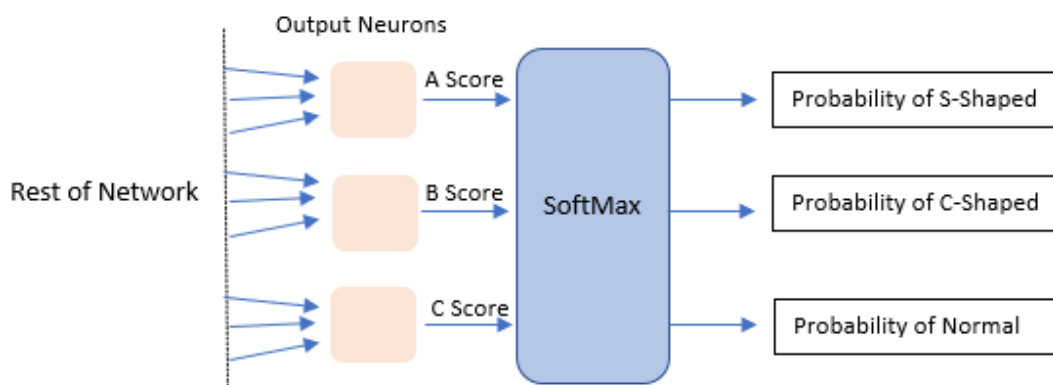 Output Neurons
A Score
Probability of S-Shaped
Rest of Network
B Score
SoftMax
Probability of C-Shaped
C Score
Probability of Normal